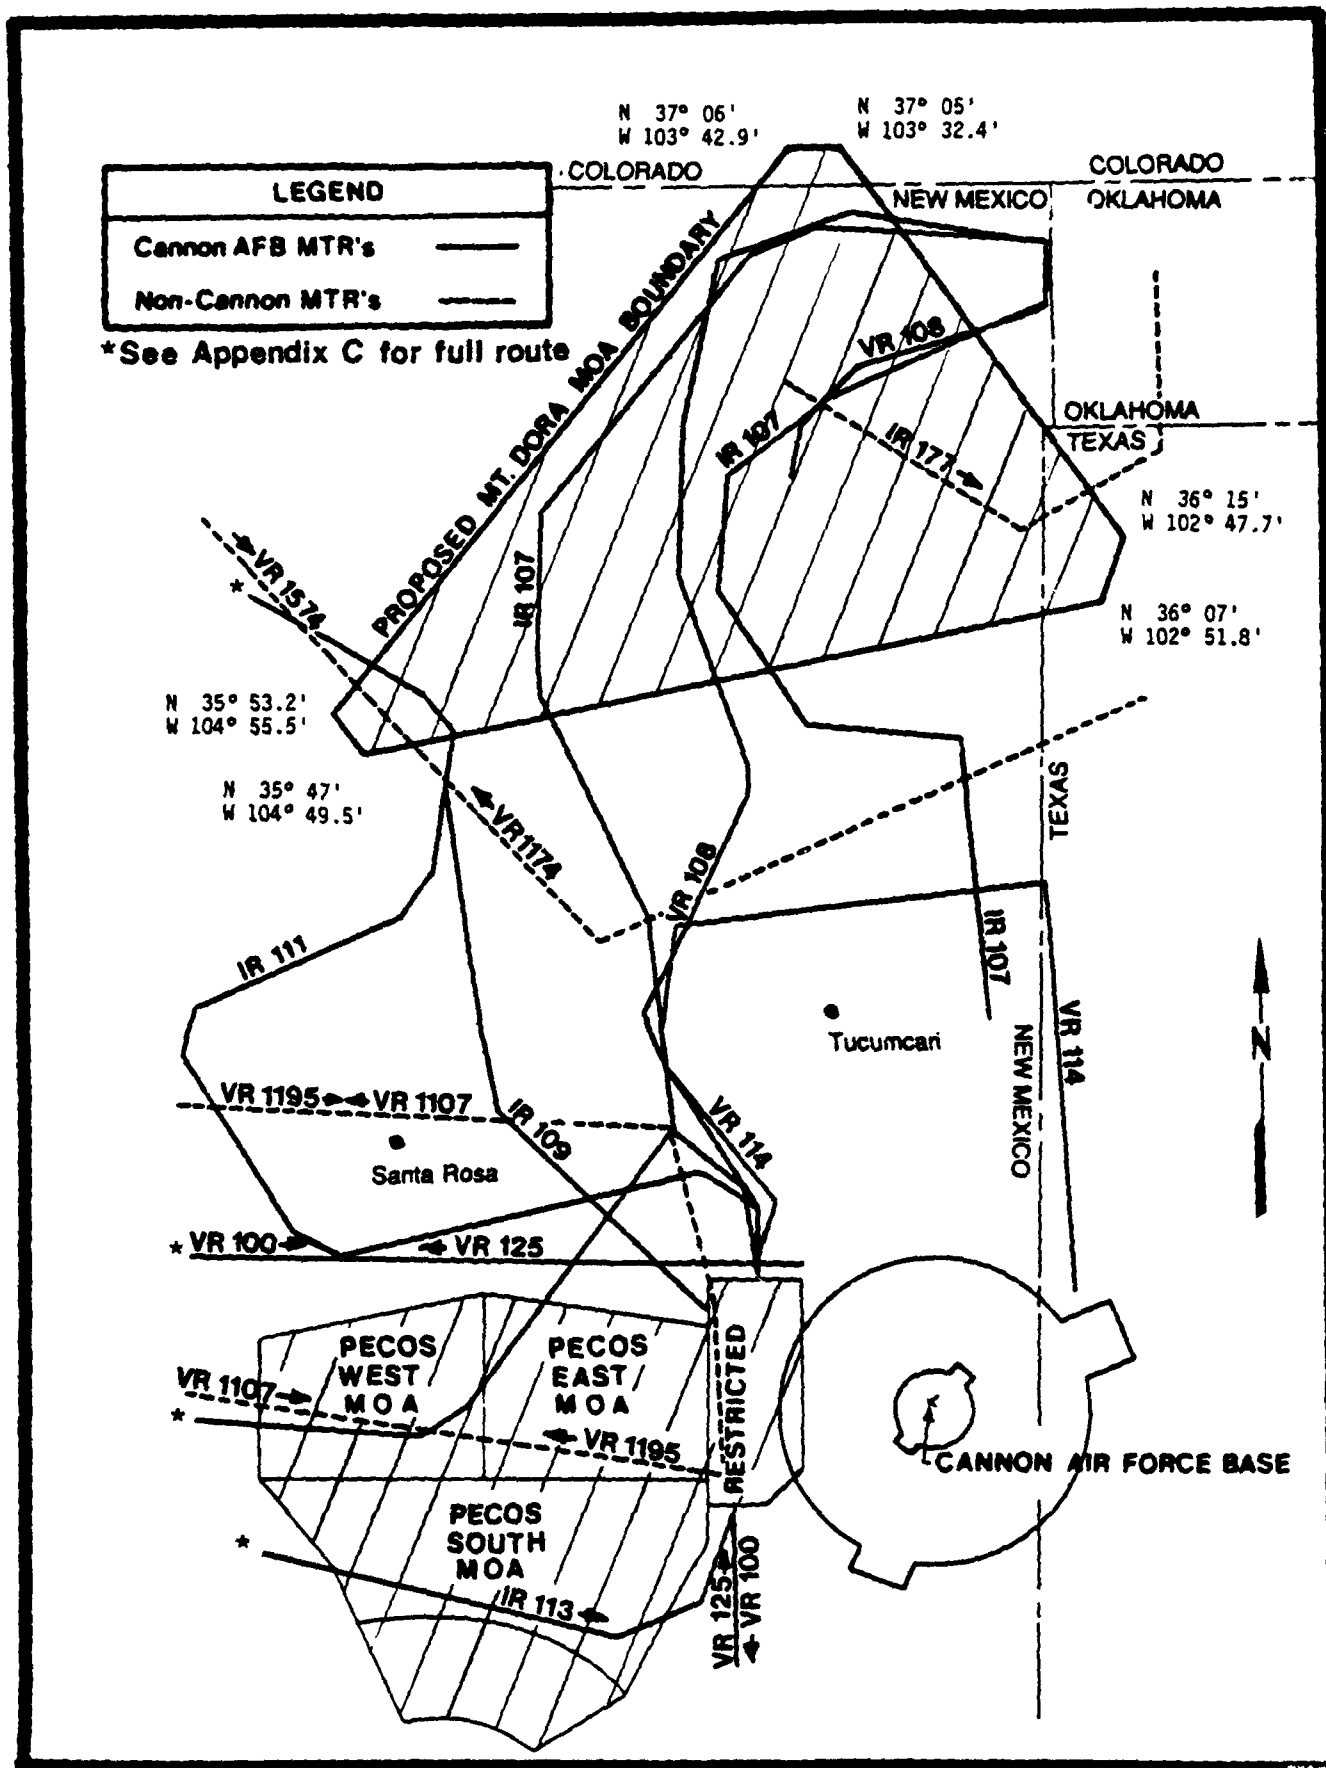 N 37° 06'
W 103° 42.9'
N 37° 05'
W 103° 32.4'
COLORADO
COLORADO
NEW MEXICO
OKLAHOMA
LEGEND
Cannon AFB MTR's
Non-Cannon MTR's
*See Appendix C for full route
PROPOSED MT. DORA MOA BOUNDARY
VR 108
IR 107
IR 177
OKLAHOMA
TEXAS
N 36° 15'
W 102° 47.7'
VR 1574
*
IR 107
N 36° 07'
W 102° 51.8'
N 35° 53.2'
W 104° 55.5'
N 35° 47'
W 104° 49.5'
VR1174
TEXAS
VR 108
IR 111
IR 107
Tucumcari
NEW MEXICO
VR 114
N
VR 1195
VR 1107
IR 109
VR 114
Santa Rosa
* VR 100
VR 125
PECOS
WEST
MOA
PECOS
EAST
MOA
RESTRICTED
VR 1107
*
VR 1195
CANNON AIR FORCE BASE
PECOS
SOUTH
MOA
*
IR 113
VR 125
VR 100